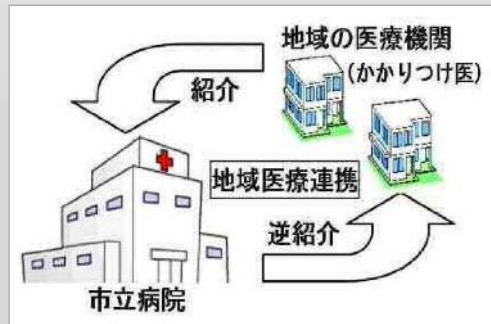 地域の医療機関
(かかりつけ医)
紹介
地域医療連携
逆紹介
市立病院